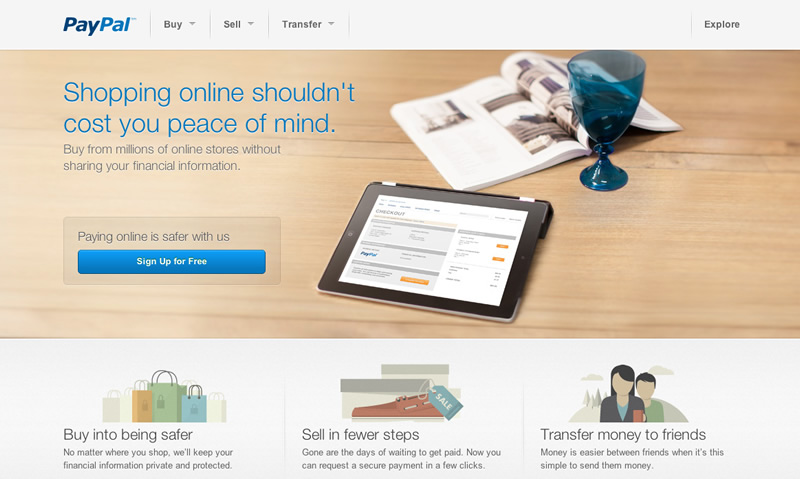 PayPal™
Buy
Sell
Transfer
Explore
Shopping online shouldn't
cost you peace of mind.
Buy from millions of online stores without
sharing your financial information.
CHECKOUT
PayPal
Paying online is safer with us
Sign Up for Free
SALE
Buy into being safer
Sell in fewer steps
Transfer money to friends
No matter where you shop, we'll keep your
financial information private and protected.
Gone are the days of waiting to get paid. Now you
can request a secure payment in a few clicks.
Money is easier between friends when it's this
simple to send them money.